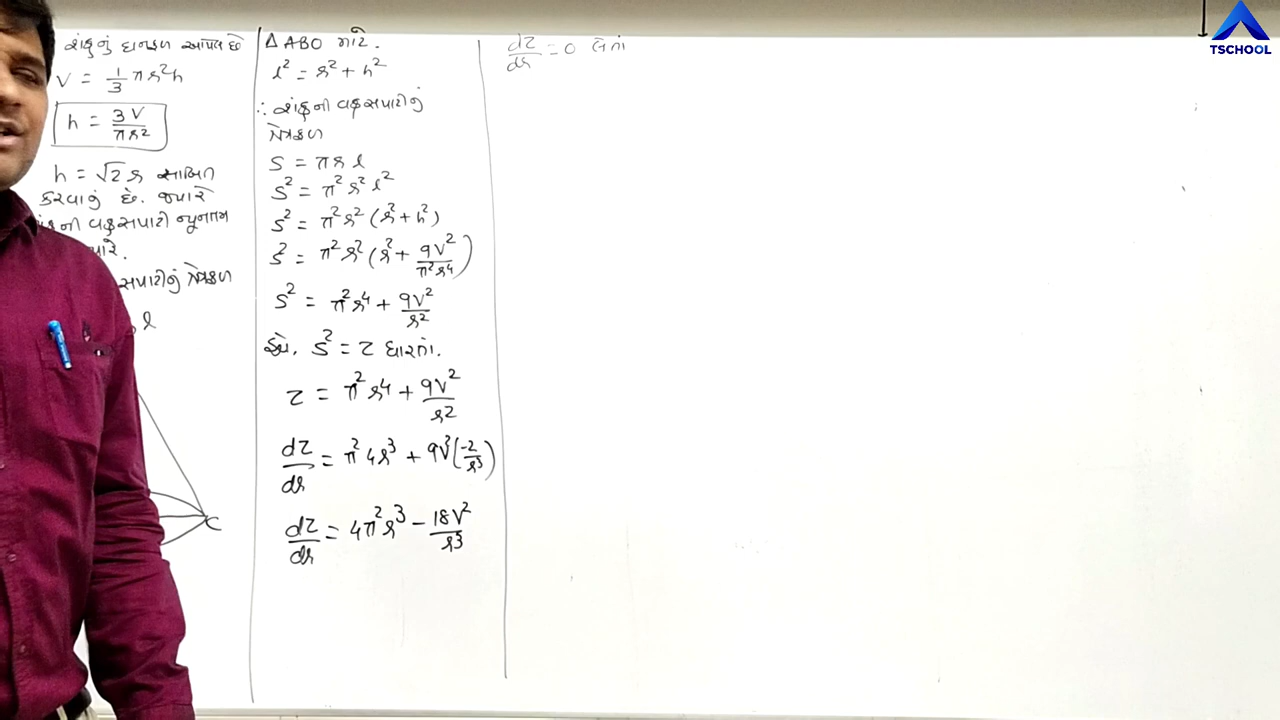 શંકુનું ઘનફળ આપેલ છે
V = 1/3 πr²h
h = 3V/πr²
h = √2 r સાબિત
કરવાનું છે. જ્યારે
વક્રસપાટી ન્યૂનતમ
સપાટીનું ક્ષેત્રફળ
l
C
Δ ABO માટે.
l² = r² + h²
∴ શંકુની વક્રસપાટીનું
ક્ષેત્રફળ
S = πr l
S² = π² r² l²
S² = π² r² (r² + h²)
S² = π² r² (r² + 9V²/π²r⁴)
S² = π² r⁴ + 9V²/r²
હવે, S² = Z ધારતાં.
Z = π² r⁴ + 9V²/r²
dZ/dr = π² 4r³ + 9V² (-2/r³)
dZ/dr = 4π² r³ - 18V²/r³
dZ/dr = 0 લેતાં
TSCHOOL